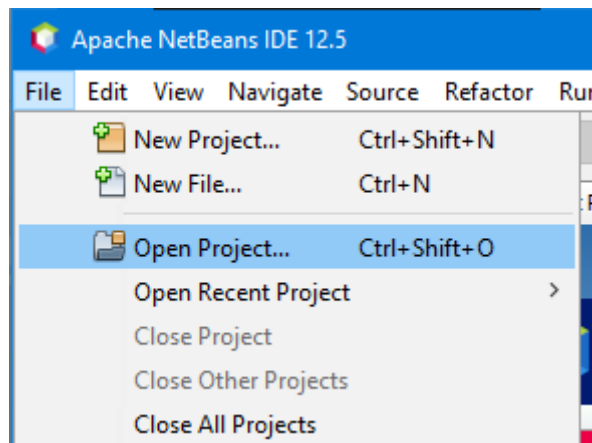 Apache NetBeans IDE 12.5
File Edit View Navigate Source Refactor
New Project... Ctrl+Shift+N
New File... Ctrl+N
Open Project... Ctrl+Shift+O
Open Recent Project >
Close Project
Close Other Projects
Close All Projects